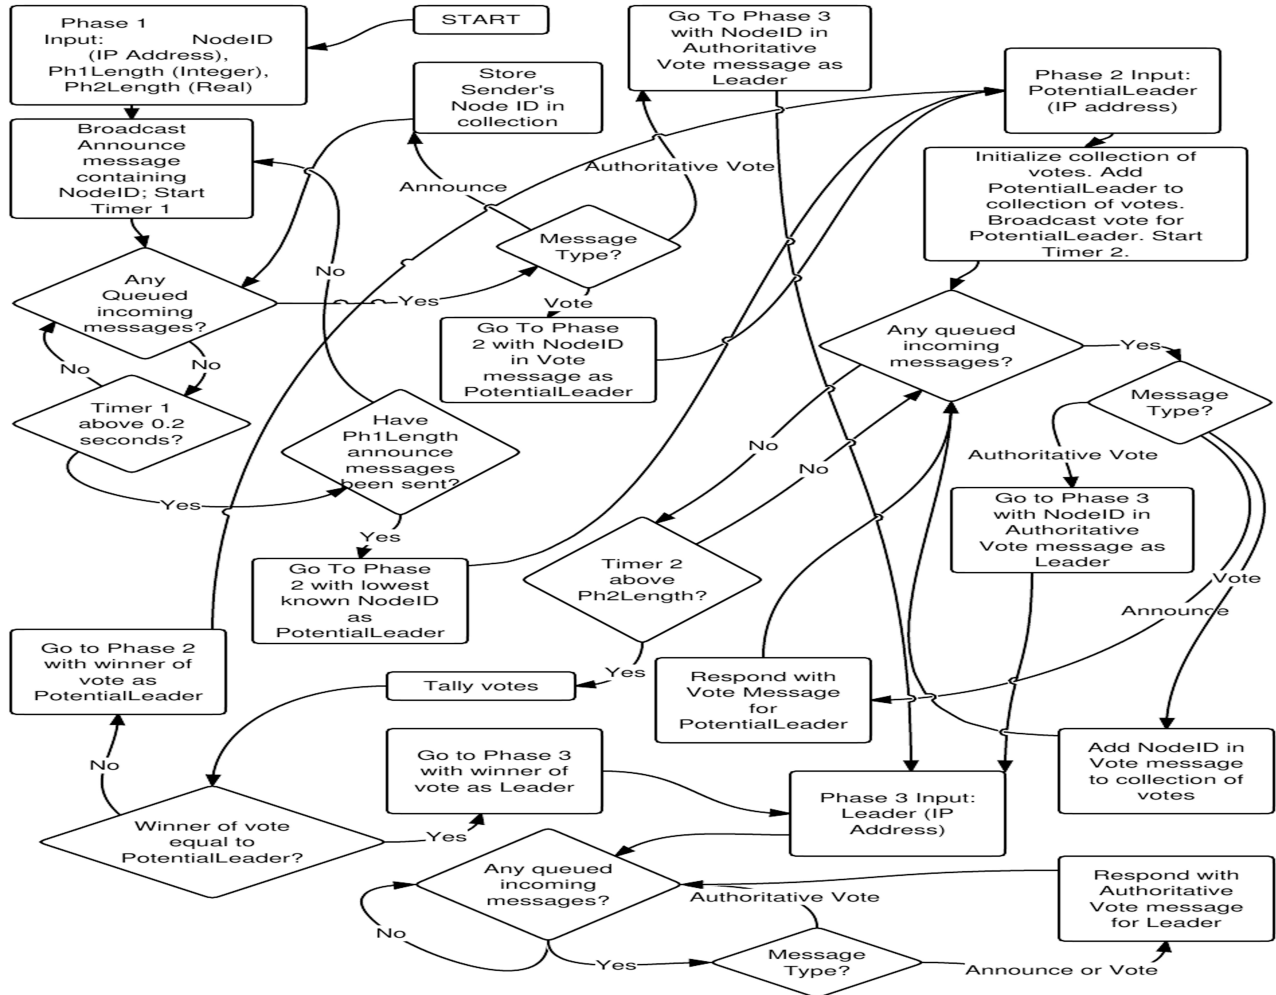 START
Phase 1
Input: NodeID
(IP Address),
Ph1Length (Integer),
Ph2Length (Real)
Broadcast
Announce
message
containing
NodeID; Start
Timer 1
Any
Queued
incoming
messages?
No
No
Yes
Timer 1
above 0.2
seconds?
Yes
Have
Ph1Length
announce
messages
been sent?
No
Yes
Go To Phase
2 with lowest
known NodeID
as
PotentialLeader
Store
Sender's
Node ID in
collection
Announce
Message
Type?
Authoritative Vote
Vote
Go To Phase 3
with NodeID in
Authoritative
Vote message as
Leader
Go To Phase
2 with NodeID
in Vote
message as
PotentialLeader
Phase 2 Input:
PotentialLeader
(IP address)
Initialize collection of
votes. Add
PotentialLeader to
collection of votes.
Broadcast vote for
PotentialLeader. Start
Timer 2.
Any queued
incoming
messages?
Yes
Message
Type?
Authoritative Vote
Go to Phase 3
with NodeID in
Authoritative
Vote message as
Leader
Vote
Announce
No
No
Timer 2
above
Ph2Length?
Yes
Tally votes
Respond with
Vote Message
for
PotentialLeader
Add NodeID in
Vote message
to collection of
votes
Go to Phase 2
with winner of
vote as
PotentialLeader
No
Winner of vote
equal to
PotentialLeader?
Yes
Go to Phase 3
with winner of
vote as Leader
Phase 3 Input:
Leader (IP
Address)
Any queued
incoming
messages?
No
Yes
Authoritative Vote
Message
Type?
Announce or Vote
Respond with
Authoritative
Vote message
for Leader